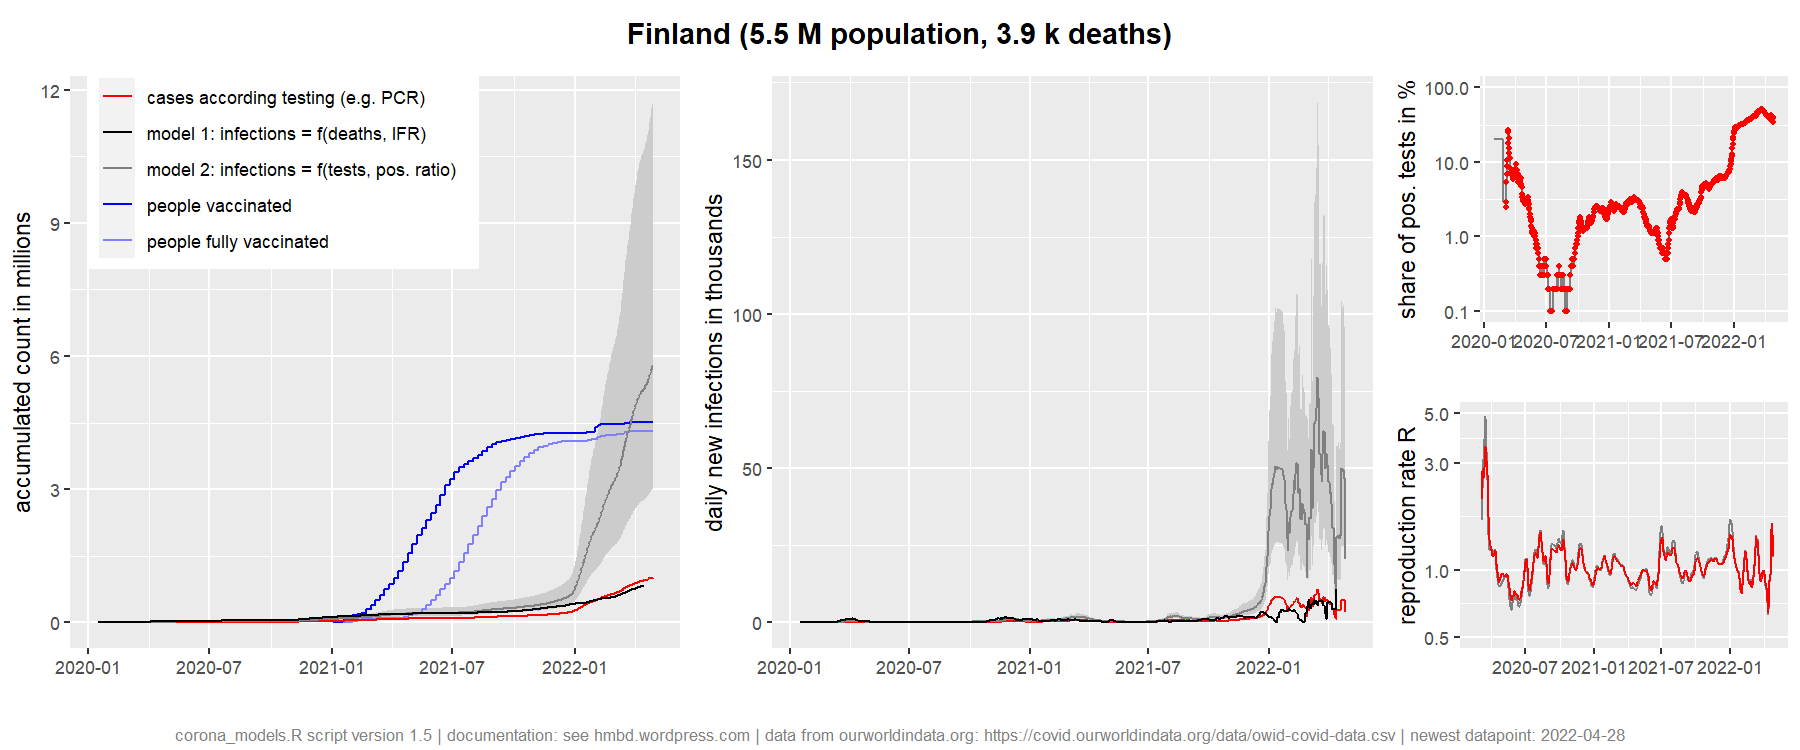 Finland (5.5 M population, 3.9 k deaths)
accumulated count in millions
12
9
6
3
0
cases according testing (e.g. PCR)
model 1: infections = f(deaths, IFR)
model 2: infections = f(tests, pos. ratio)
people vaccinated
people fully vaccinated
2020-01 2020-07 2021-01 2021-07 2022-01
daily new infections in thousands
150
100
50
0
2020-01 2020-07 2021-01 2021-07 2022-01
share of pos. tests in %
100.0
10.0
1.0
0.1
2020-01 2020-07 2021-01 2021-07 2022-01
reproduction rate R
5.0
3.0
1.0
0.5
2020-07 2021-01 2021-07 2022-01
corona_models.R script version 1.5 | documentation: see hmbd.wordpress.com | data from ourworldindata.org: https://covid.ourworldindata.org/data/owid-covid-data.csv | newest datapoint: 2022-04-28